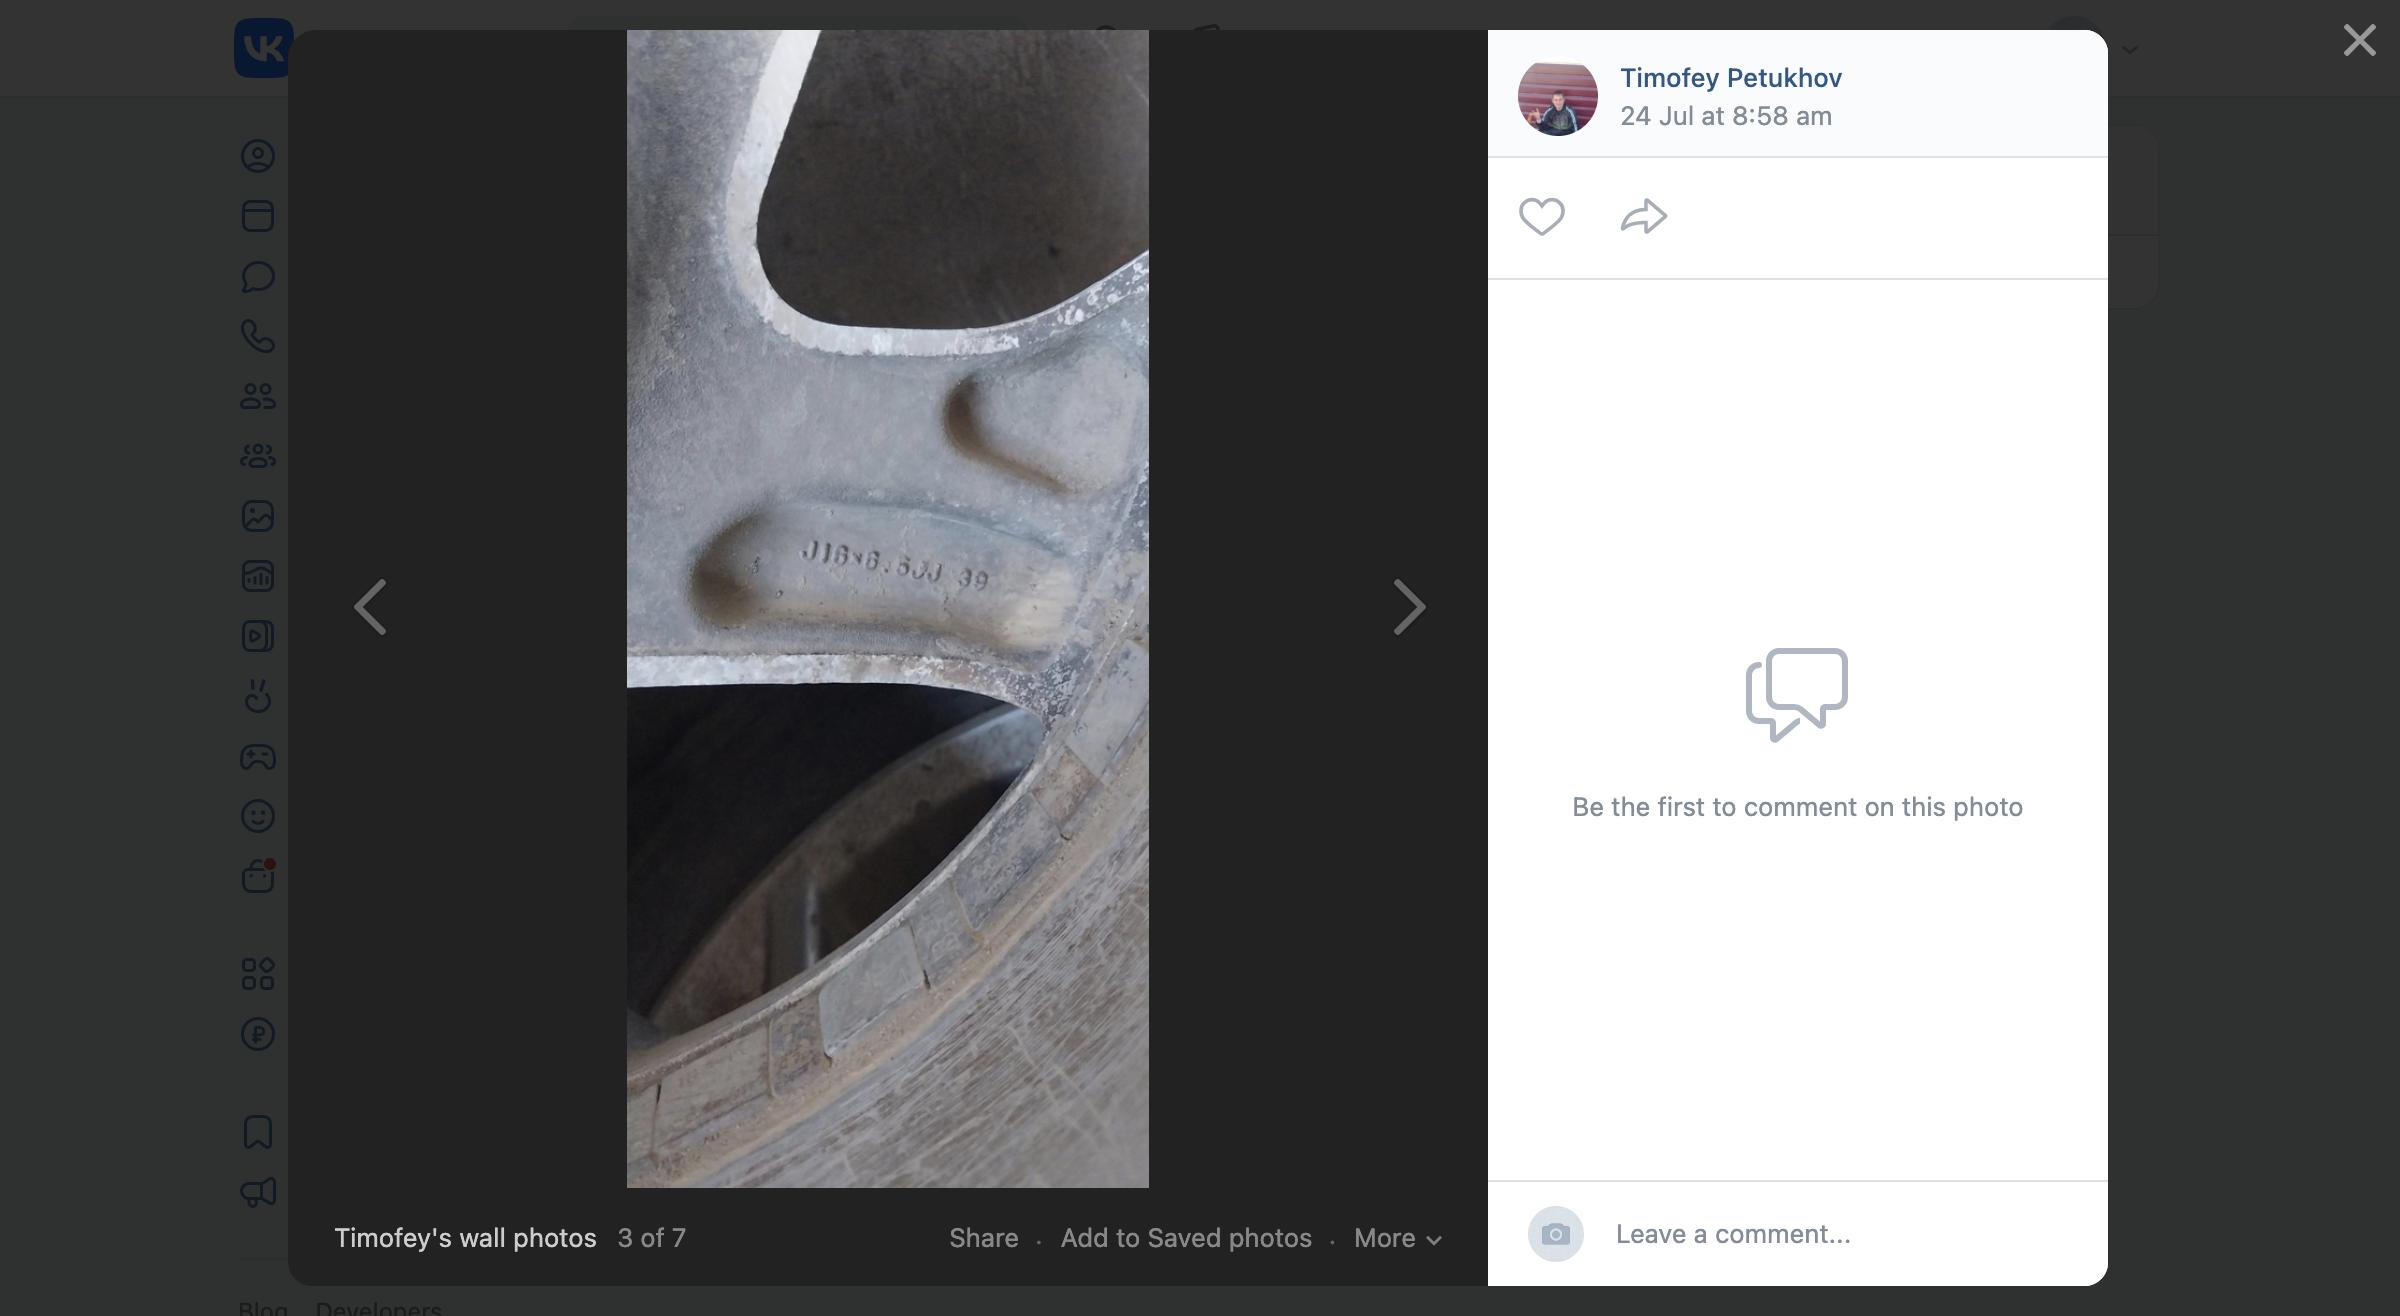 VK
Timofey Petukhov
24 Jul at 8:58 am
J16×6.5JJ 39
Be the first to comment on this photo
Timofey's wall photos 3 of 7
Share · Add to Saved photos · More
Leave a comment...
Blog Developers